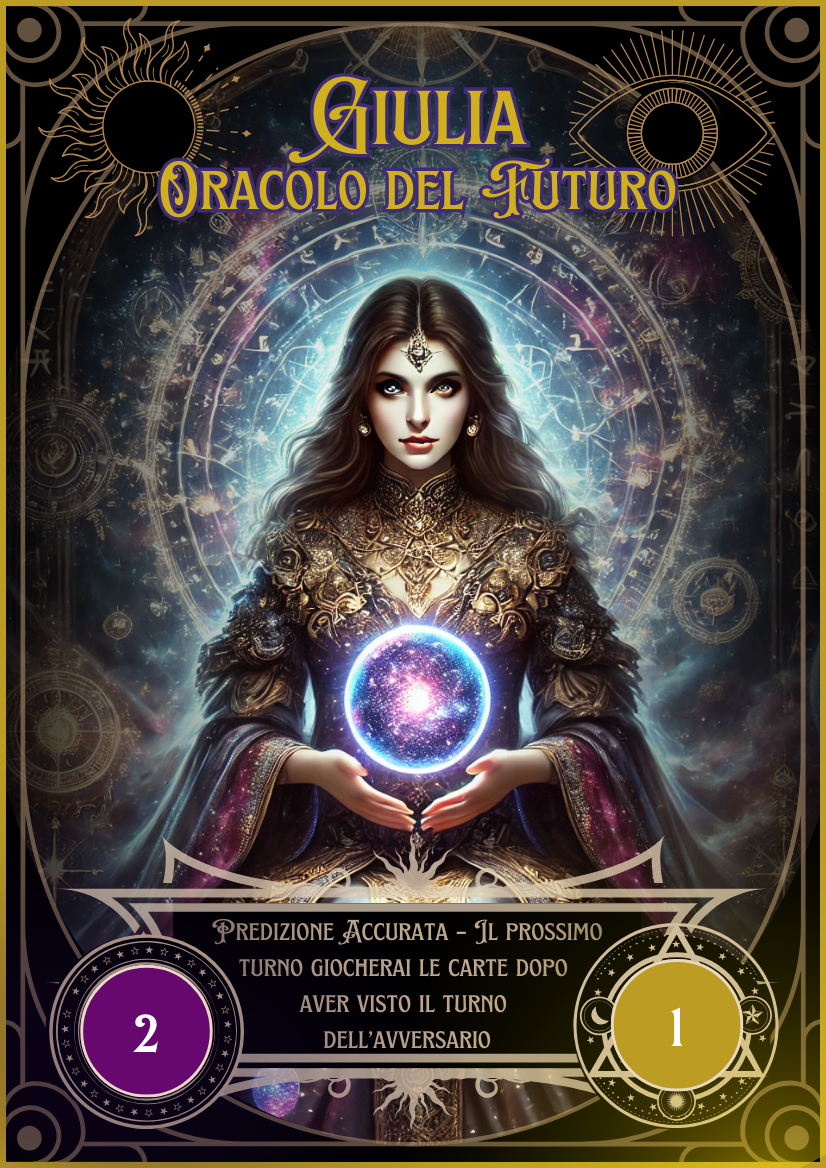 Giulia
Oracolo del Futuro
Predizione Accurata – Il prossimo
turno giocherai le carte dopo
aver visto il turno
dell'avversario
2
1